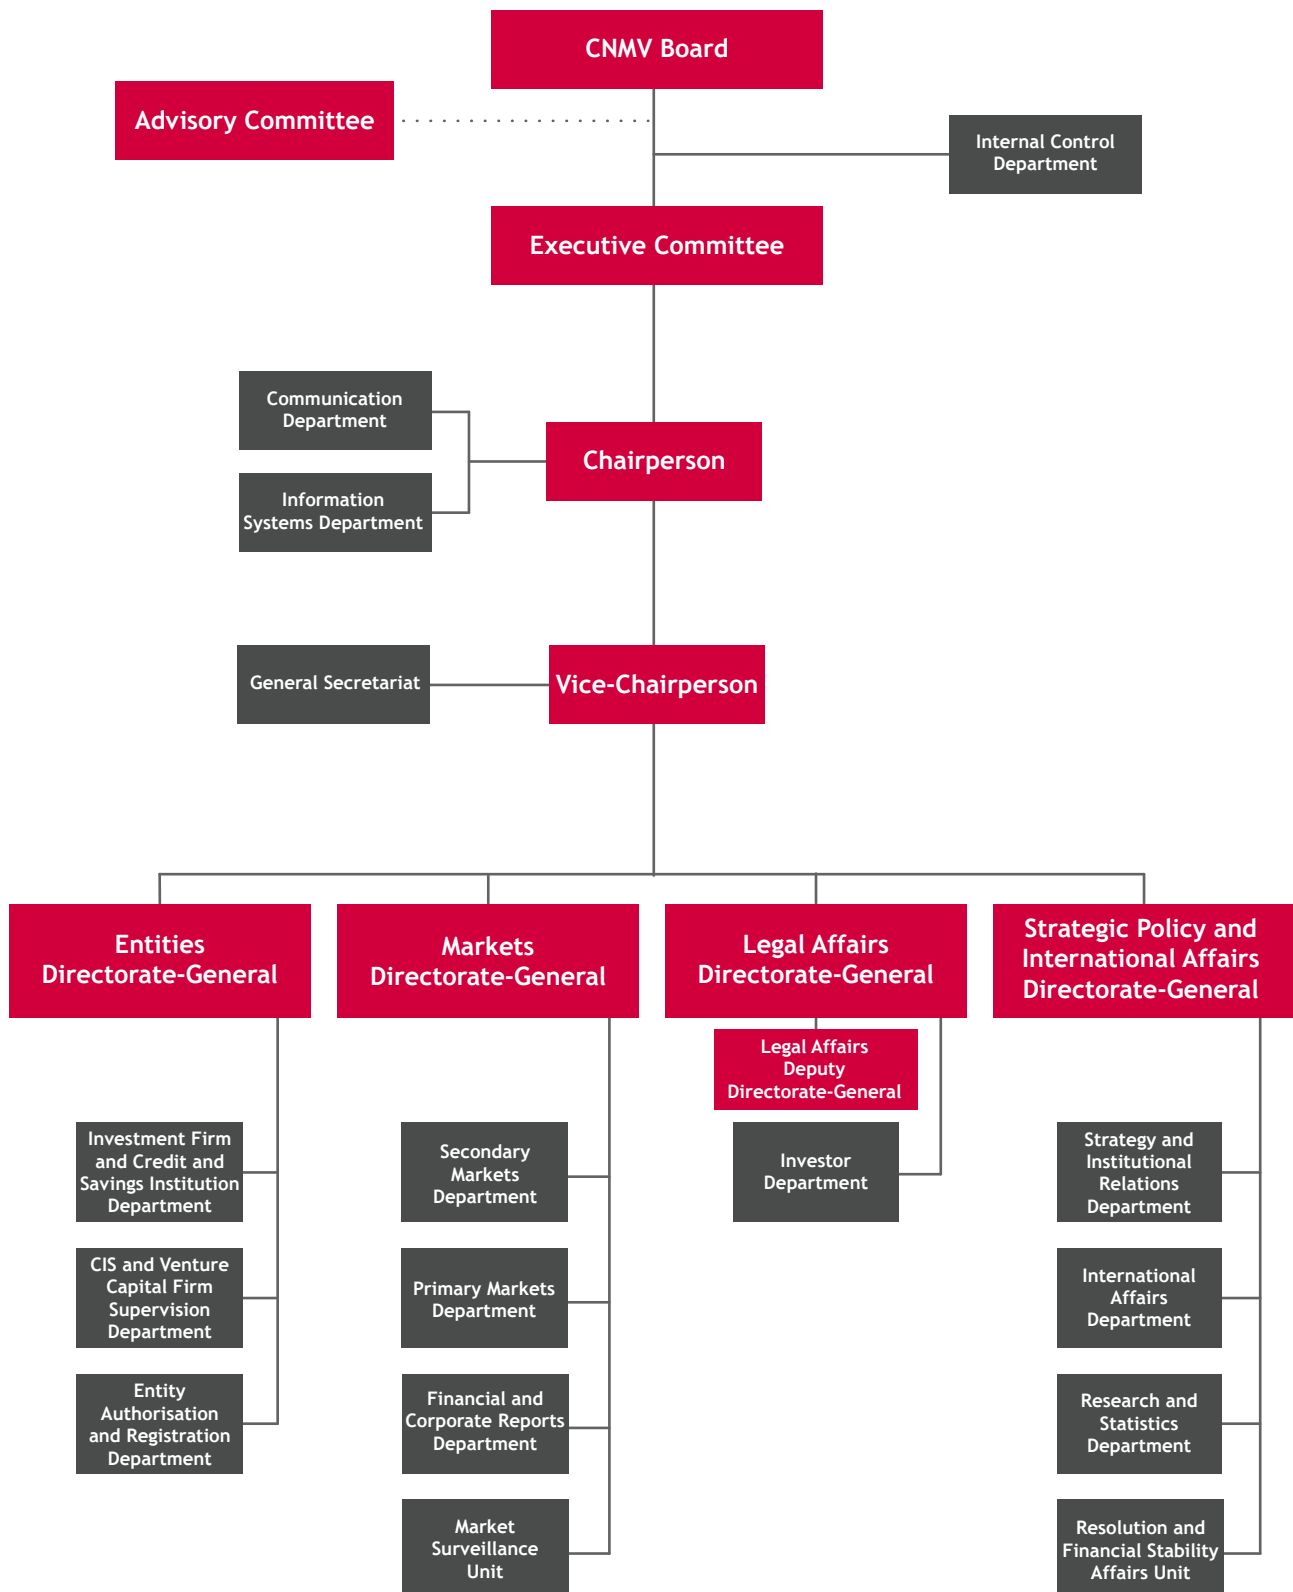 CNMV Board
Advisory Committee
Internal Control
Department
Executive Committee
Communication
Department
Chairperson
Information
Systems Department
General Secretariat
Vice-Chairperson
Entities
Directorate-General
Markets
Directorate-General
Legal Affairs
Directorate-General
Strategic Policy and
International Affairs
Directorate-General
Legal Affairs
Deputy
Directorate-General
Investment Firm
and Credit and
Savings Institution
Department
Secondary
Markets
Department
Investor
Department
Strategy and
Institutional
Relations
Department
CIS and Venture
Capital Firm
Supervision
Department
Primary Markets
Department
International
Affairs
Department
Entity
Authorisation
and Registration
Department
Financial and
Corporate Reports
Department
Research and
Statistics
Department
Market
Surveillance
Unit
Resolution and
Financial Stability
Affairs Unit